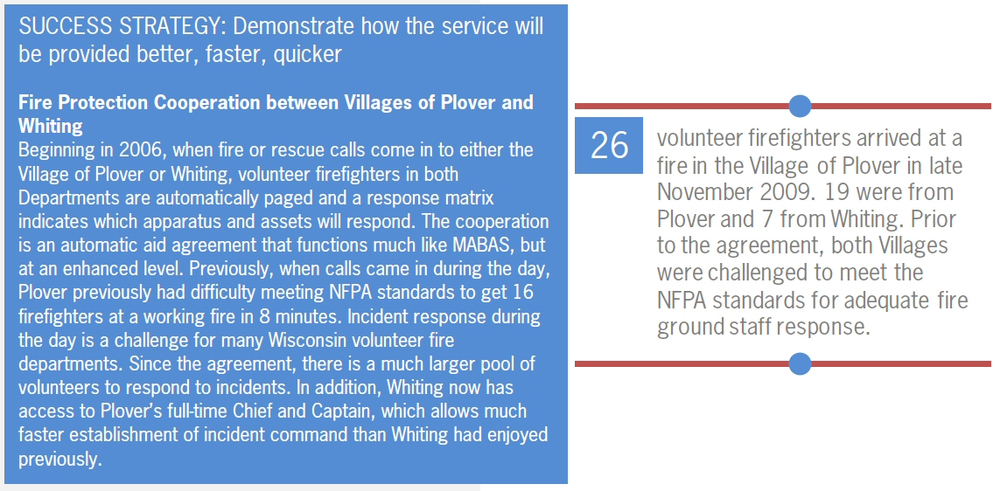 SUCCESS STRATEGY: Demonstrate how the service will
be provided better, faster, quicker
Fire Protection Cooperation between Villages of Plover and
Whiting
Beginning in 2006, when fire or rescue calls come in to either the
Village of Plover or Whiting, volunteer firefighters in both
Departments are automatically paged and a response matrix
indicates which apparatus and assets will respond. The cooperation
is an automatic aid agreement that functions much like MABAS, but
at an enhanced level. Previously, when calls came in during the day,
Plover previously had difficulty meeting NFPA standards to get 16
firefighters at a working fire in 8 minutes. Incident response during
the day is a challenge for many Wisconsin volunteer fire
departments. Since the agreement, there is a much larger pool of
volunteers to respond to incidents. In addition, Whiting now has
access to Plover's full-time Chief and Captain, which allows much
faster establishment of incident command than Whiting had enjoyed
previously.
26
volunteer firefighters arrived at a
fire in the Village of Plover in late
November 2009. 19 were from
Plover and 7 from Whiting. Prior
to the agreement, both Villages
were challenged to meet the
NFPA standards for adequate fire
ground staff response.